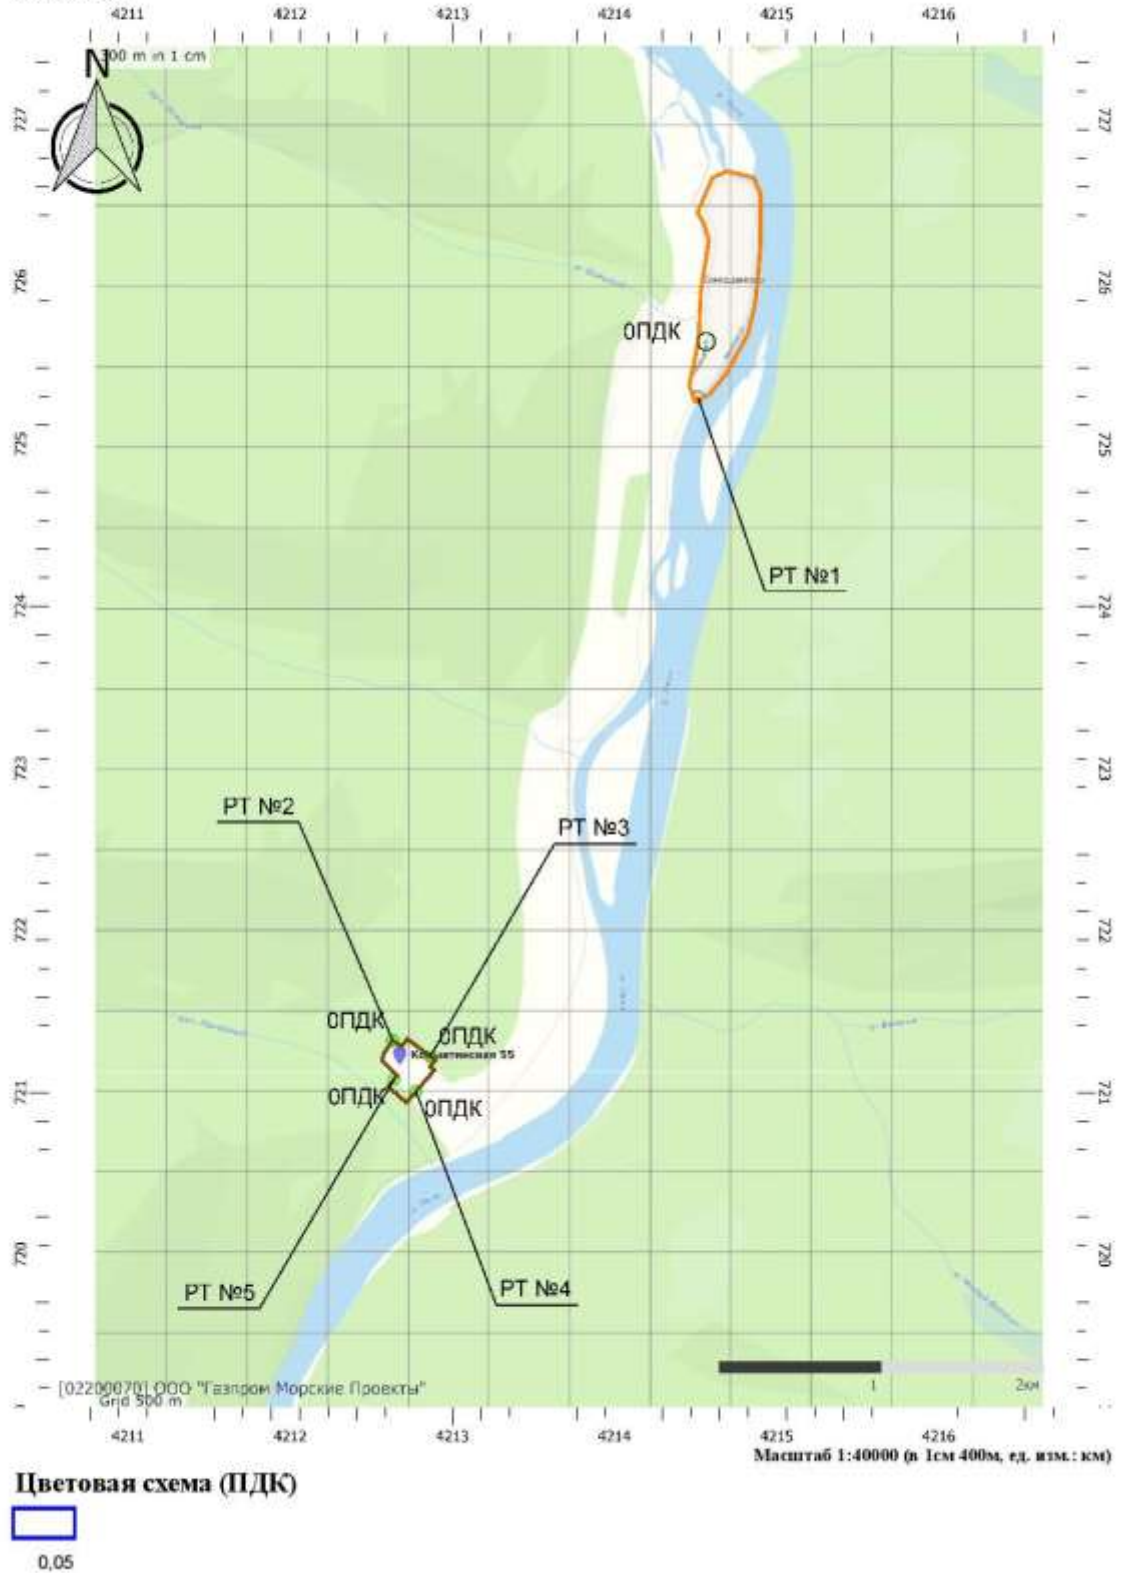 4211 4212 4213 4214 4215 4216
N
300 m in 1 cm
727 727
726 726
0ПДК
725 725
РТ №1
724 724
723 723
РТ №2
РТ №3
722 722
0ПДК
0ПДК
55
721 721
0ПДК
0ПДК
720 720
РТ №5
РТ №4
[02200070] ООО "Газпром Морские Проекты"
Grid 500 m
1 2км
4211 4212 4213 4214 4215 4216
Масштаб 1:40000 (в 1см 400м, ед. изм.: км)
Цветовая схема (ПДК)
0,05